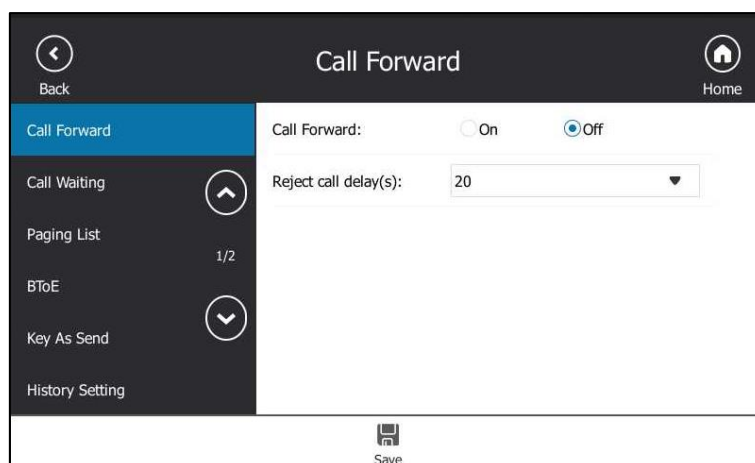 Call Forward
Back
Home
Call Forward
Call Forward:
On
Off
Call Waiting
Reject call delay(s):
20
Paging List
1/2
BToE
Key As Send
History Setting
Save